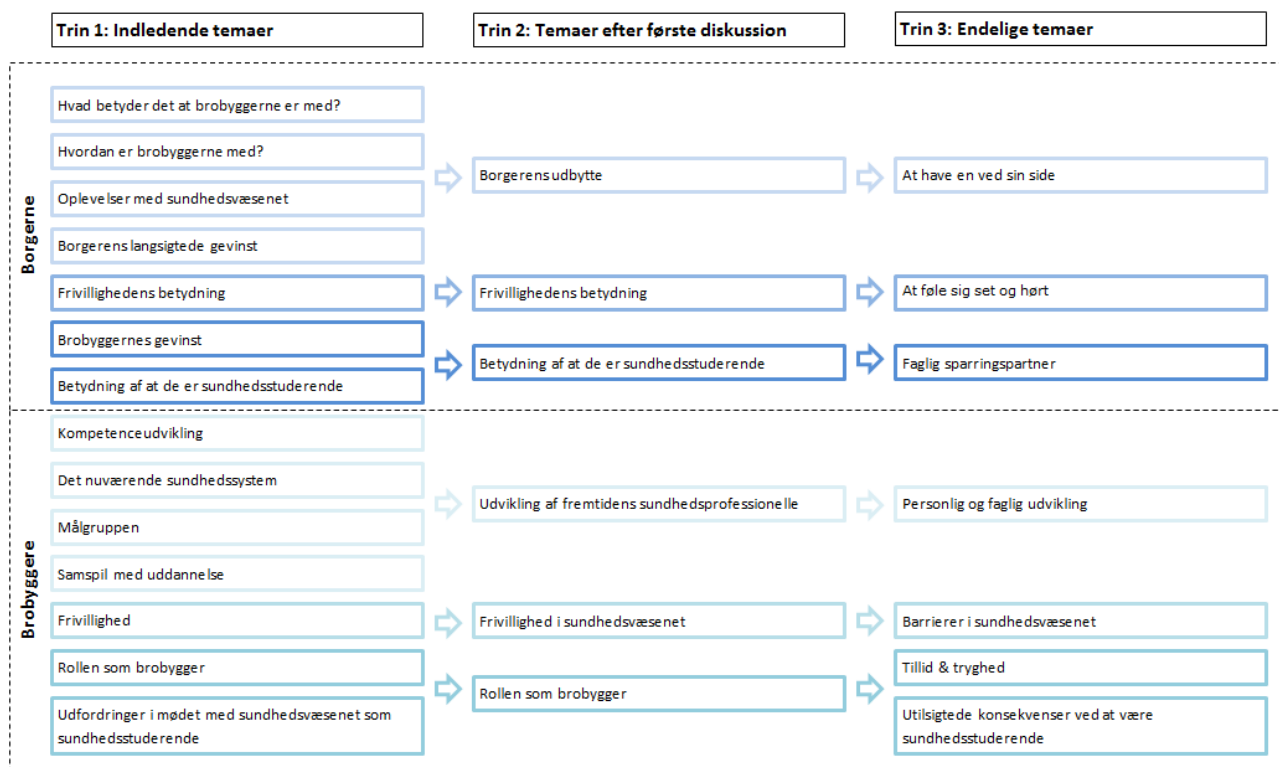 Trin 1: Indledende temaer
Trin 2: Temaer efter første diskussion
Trin 3: Endelige temaer
Borgerne
Hvad betyder det at brobyggerne er med?
Hvordan er brobyggerne med?
Oplevelser med sundhedsvæsenet
Borgerens langsigtede gevinst
Borgerens udbytte
At have en ved sin side
Frivillighedens betydning
Frivillighedens betydning
At føle sig set og hørt
Brobyggernes gevinst
Betydning af at de er sundhedsstuderende
Betydning af at de er sundhedsstuderende
Faglig sparringspartner
Brobyggere
Kompetenceudvikling
Det nuværende sundhedssystem
Målgruppen
Samspil med uddannelse
Udvikling af fremtidens sundhedsprofessionelle
Personlig og faglig udvikling
Frivillighed
Frivillighed i sundhedsvæsenet
Barrierer i sundhedsvæsenet
Rollen som brobygger
Udfordringer i mødet med sundhedsvæsenet som
sundhedsstuderende
Rollen som brobygger
Tillid & tryghed
Utilsigtede konsekvenser ved at være
sundhedsstuderende